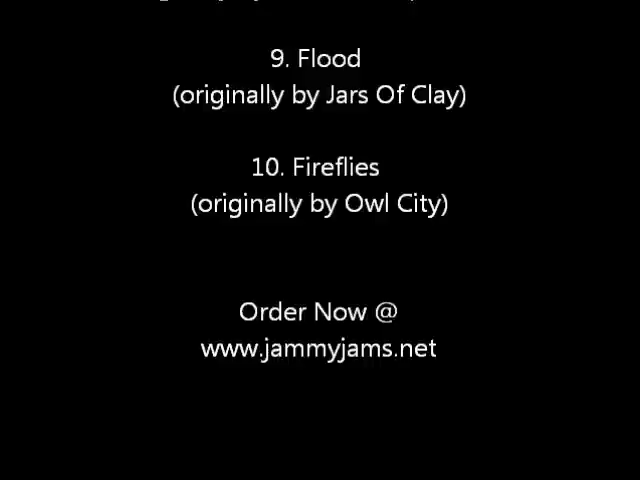 9. Flood
(originally by Jars Of Clay)
10. Fireflies
(originally by Owl City)
Order Now @
www.jammyjams.net